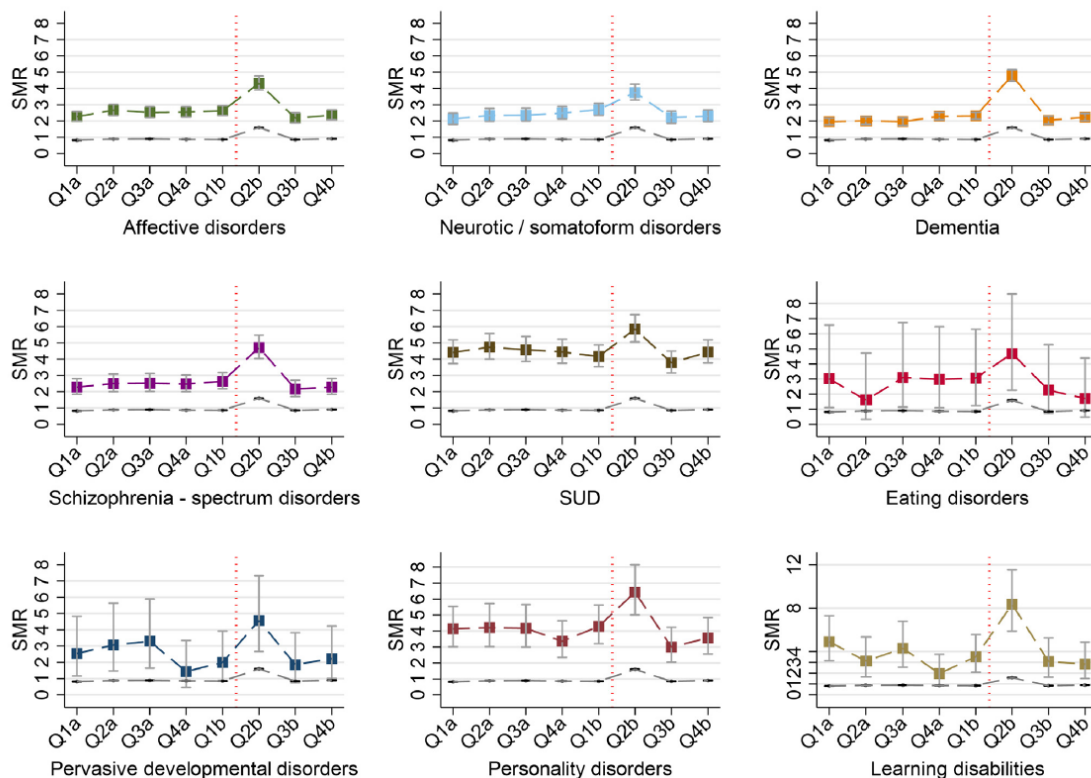 SMR
0 1 2 3 4 5 6 7 8
Q1a Q2a Q3a Q4a Q1b Q2b Q3b Q4b
Affective disorders
SMR
0 1 2 3 4 5 6 7 8
Q1a Q2a Q3a Q4a Q1b Q2b Q3b Q4b
Neurotic / somatoform disorders
SMR
0 1 2 3 4 5 6 7 8
Q1a Q2a Q3a Q4a Q1b Q2b Q3b Q4b
Dementia
SMR
0 1 2 3 4 5 6 7 8
Q1a Q2a Q3a Q4a Q1b Q2b Q3b Q4b
Schizophrenia - spectrum disorders
SMR
0 1 2 3 4 5 6 7 8
Q1a Q2a Q3a Q4a Q1b Q2b Q3b Q4b
SUD
SMR
0 1 2 3 4 5 6 7 8
Q1a Q2a Q3a Q4a Q1b Q2b Q3b Q4b
Eating disorders
SMR
0 1 2 3 4 5 6 7 8
Q1a Q2a Q3a Q4a Q1b Q2b Q3b Q4b
Pervasive developmental disorders
SMR
0 1 2 3 4 5 6 7 8
Q1a Q2a Q3a Q4a Q1b Q2b Q3b Q4b
Personality disorders
SMR
0 1 2 3 4 8 12
Q1a Q2a Q3a Q4a Q1b Q2b Q3b Q4b
Learning disabilities